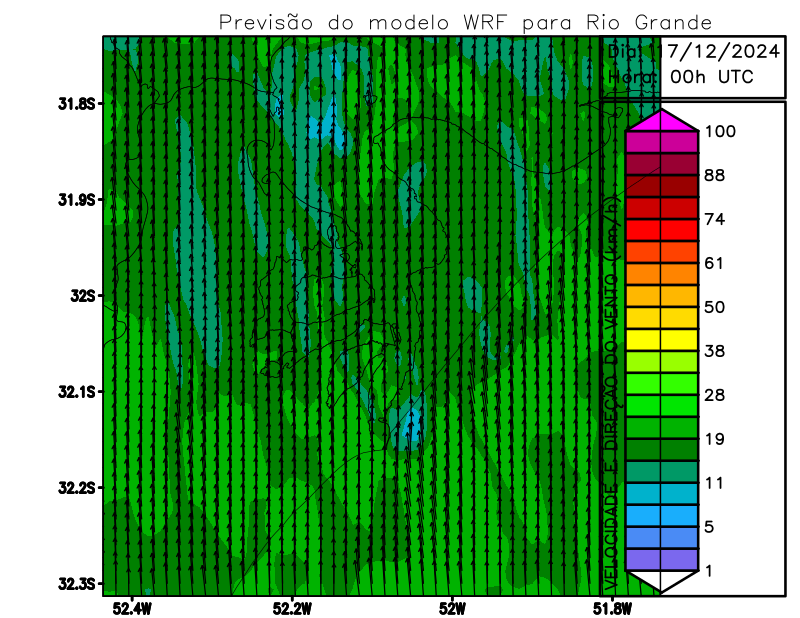 Previsão do modelo WRF para Rio Grande
Dia: 17/12/2024
Hora: 00h UTC
31.8S
31.9S
32S
32.1S
32.2S
32.3S
52.4W
52.2W
52W
51.8W
VELOCIDADE E DIREÇÃO DO VENTO (km/h)
100
88
74
61
50
38
28
19
11
5
1